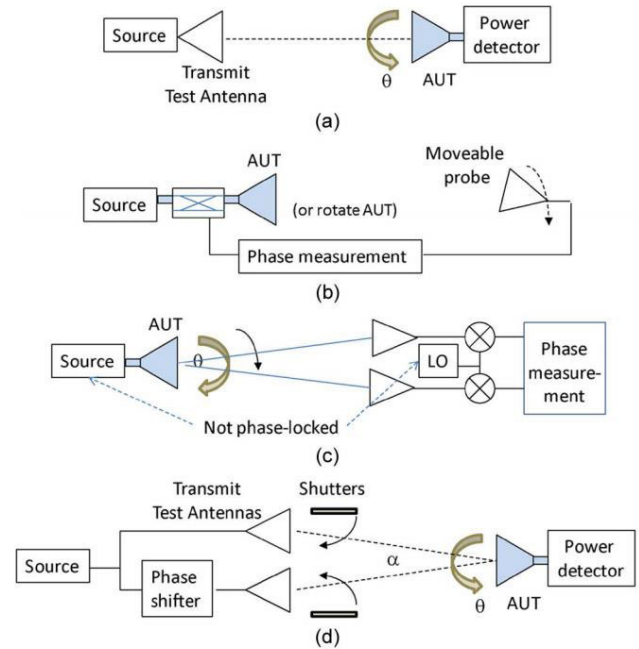 Source
Transmit
Test Antenna
θ
AUT
Power
detector
(a)
AUT
Source
(or rotate AUT)
Moveable
probe
Phase measurement
(b)
AUT
Source
θ
LO
Phase
measure-
ment
Not phase-locked
(c)
Transmit
Test Antennas
Shutters
Source
Phase
shifter
α
θ
AUT
Power
detector
(d)